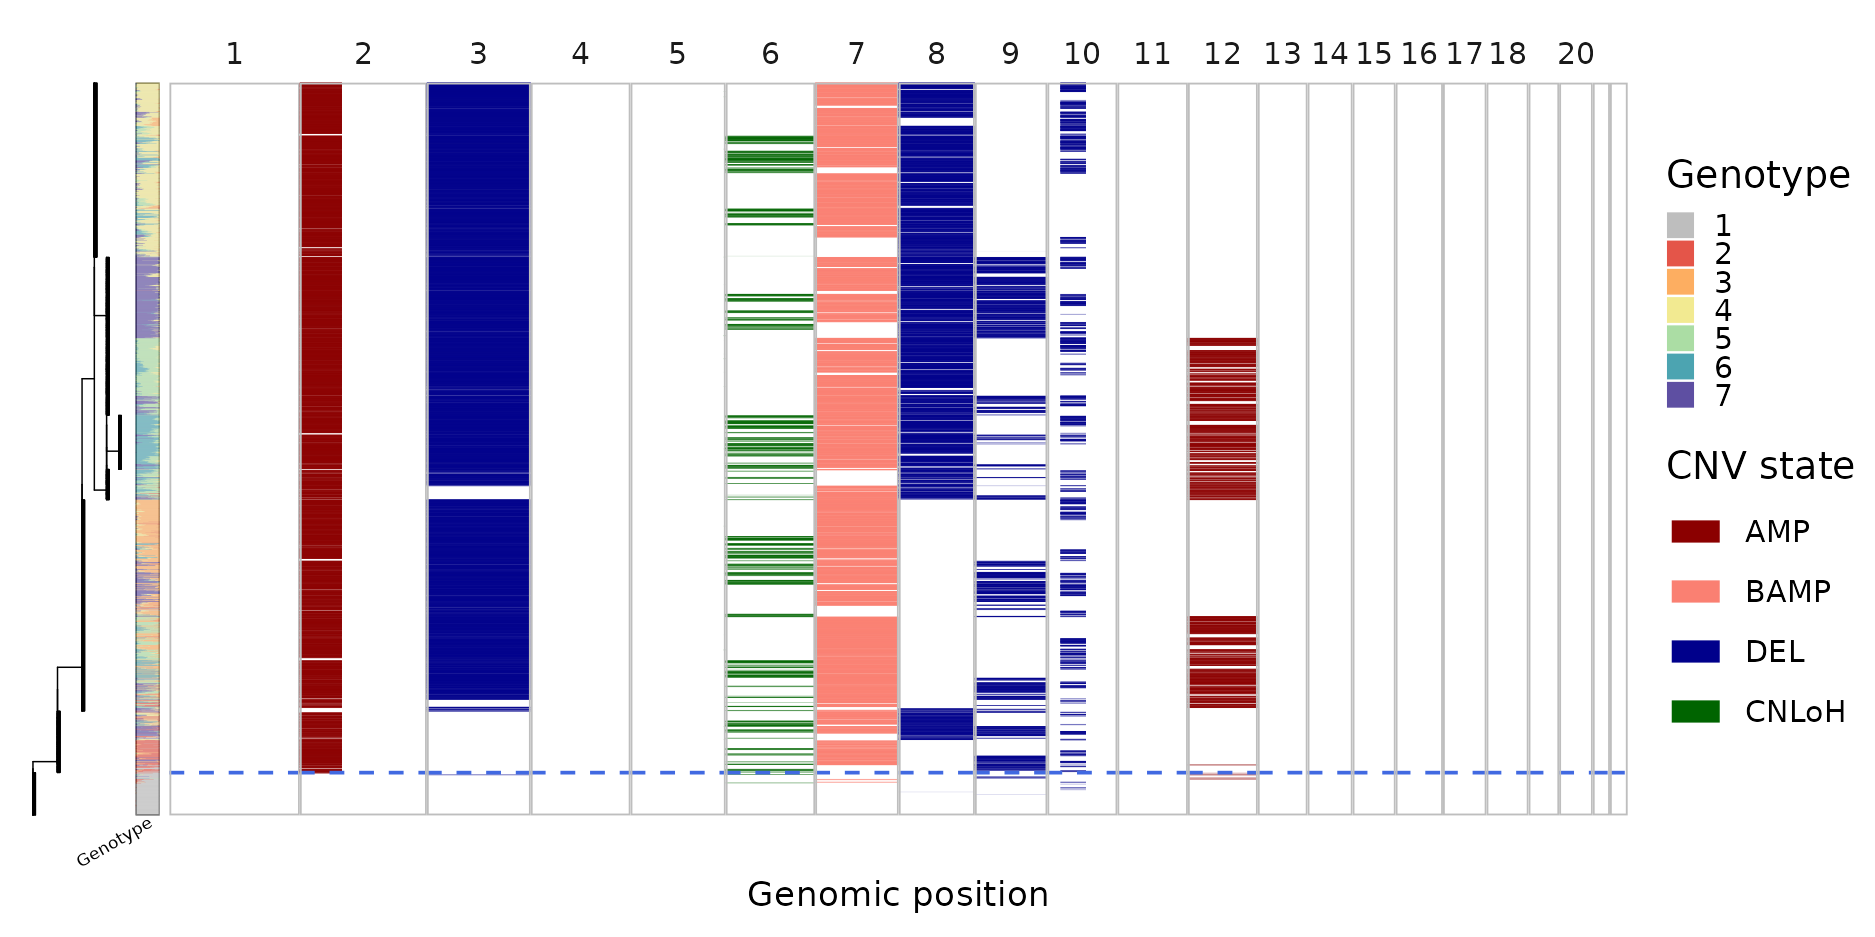 1 2 3 4 5 6 7 8 9 10 11 12 13 14 15 16 17 18 20
Genotype
1
2
3
4
5
6
7
CNV state
AMP
BAMP
DEL
CNLoH
Genotype
Genomic position